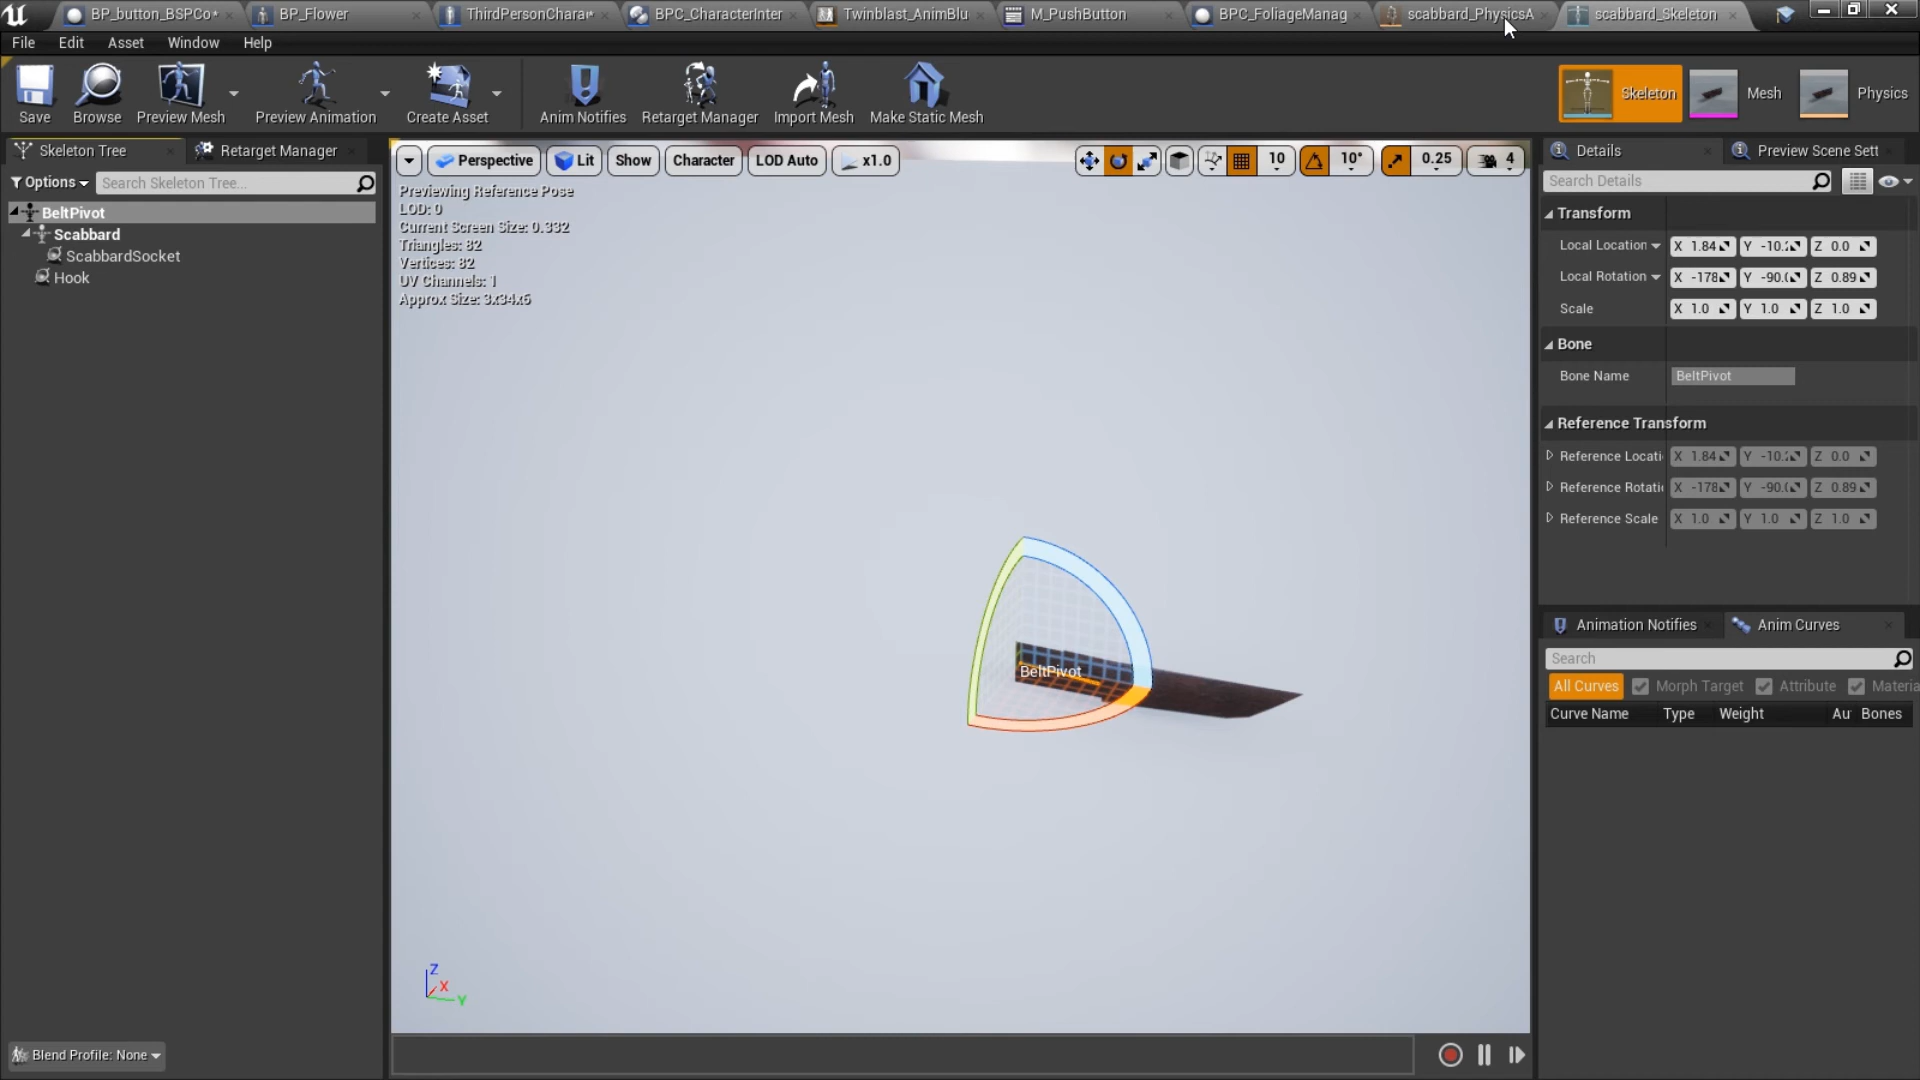 BP_button_BSPCo*
BP_Flower
ThirdPersonChara*
BPC_CharacterInter
Twinblast_AnimBlu
M_PushButton
BPC_FoliageManag
scabbard_PhysicsA
scabbard_Skeleton
File
Edit
Asset
Window
Help
Save
Browse
Preview Mesh
Preview Animation
Create Asset
Anim Notifies
Retarget Manager
Import Mesh
Make Static Mesh
Skeleton
Mesh
Physics
Skeleton Tree
Retarget Manager
Options
Search Skeleton Tree...
BeltPivot
Scabbard
ScabbardSocket
Hook
Perspective
Lit
Show
Character
LOD Auto
x1.0
10
10°
0.25
4
Previewing Reference Pose
LOD: 0
Current Screen Size: 0.332
Triangles: 82
Vertices: 82
UV Channels: 1
Approx Size: 3x34x6
BeltPivot
Z
X
Y
Details
Preview Scene Sett
Search Details
Transform
Local Location X 1.84 Y -10. Z 0.0
Local Rotation X -178 Y -90. Z 0.89
Scale X 1.0 Y 1.0 Z 1.0
Bone
Bone Name BeltPivot
Reference Transform
Reference Locati X 1.84 Y -10. Z 0.0
Reference Rotati X -178 Y -90. Z 0.89
Reference Scale X 1.0 Y 1.0 Z 1.0
Animation Notifies
Anim Curves
Search
All Curves
Morph Target
Attribute
Materia
Curve Name Type Weight Au Bones
Blend Profile: None